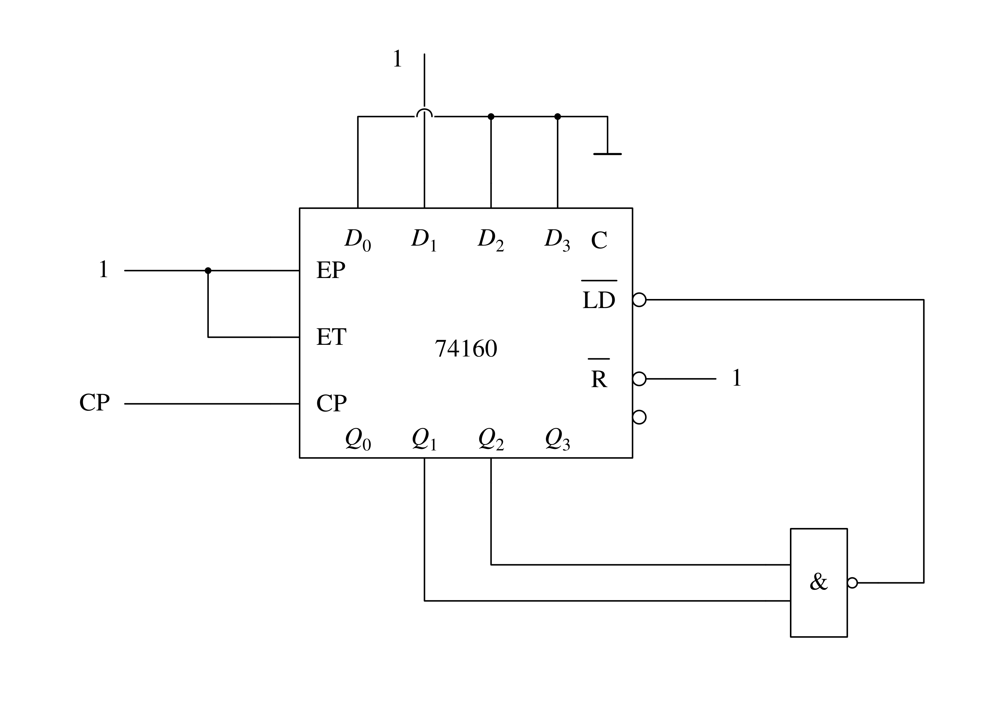 1
D0 D1 D2 D3 C
1 EP
LD
ET
74160
R 1
CP CP
Q0 Q1 Q2 Q3
&